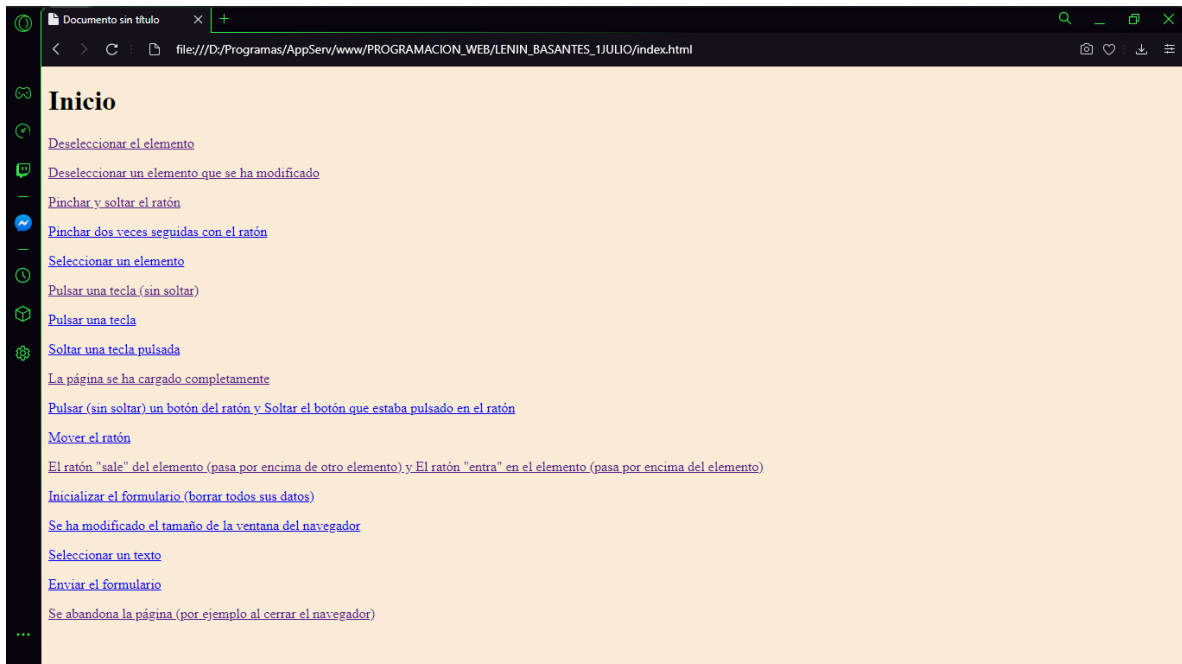 Documento sin título
file:///D:/Programas/AppServ/www/PROGRAMACION_WEB/LENIN_BASANTES_1JULIO/index.html
Inicio
Deseleccionar el elemento
Deseleccionar un elemento que se ha modificado
Pinchar y soltar el ratón
Pinchar dos veces seguidas con el ratón
Seleccionar un elemento
Pulsar una tecla (sin soltar)
Pulsar una tecla
Soltar una tecla pulsada
La página se ha cargado completamente
Pulsar (sin soltar) un botón del ratón y Soltar el botón que estaba pulsado en el ratón
Mover el ratón
El ratón "sale" del elemento (pasa por encima de otro elemento) y El ratón "entra" en el elemento (pasa por encima del elemento)
Inicializar el formulario (borrar todos sus datos)
Se ha modificado el tamaño de la ventana del navegador
Seleccionar un texto
Enviar el formulario
Se abandona la página (por ejemplo al cerrar el navegador)